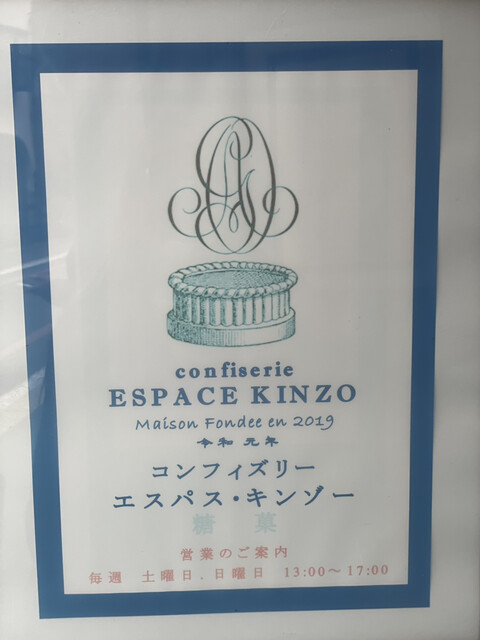 confiserie
ESPACE KINZO
Maison Fondee en 2019
令和 元年
コンフィズリー
エスパス・キンゾー
糖 菓
営業のご案内
毎週 土曜日.日曜日 13:00〜17:00